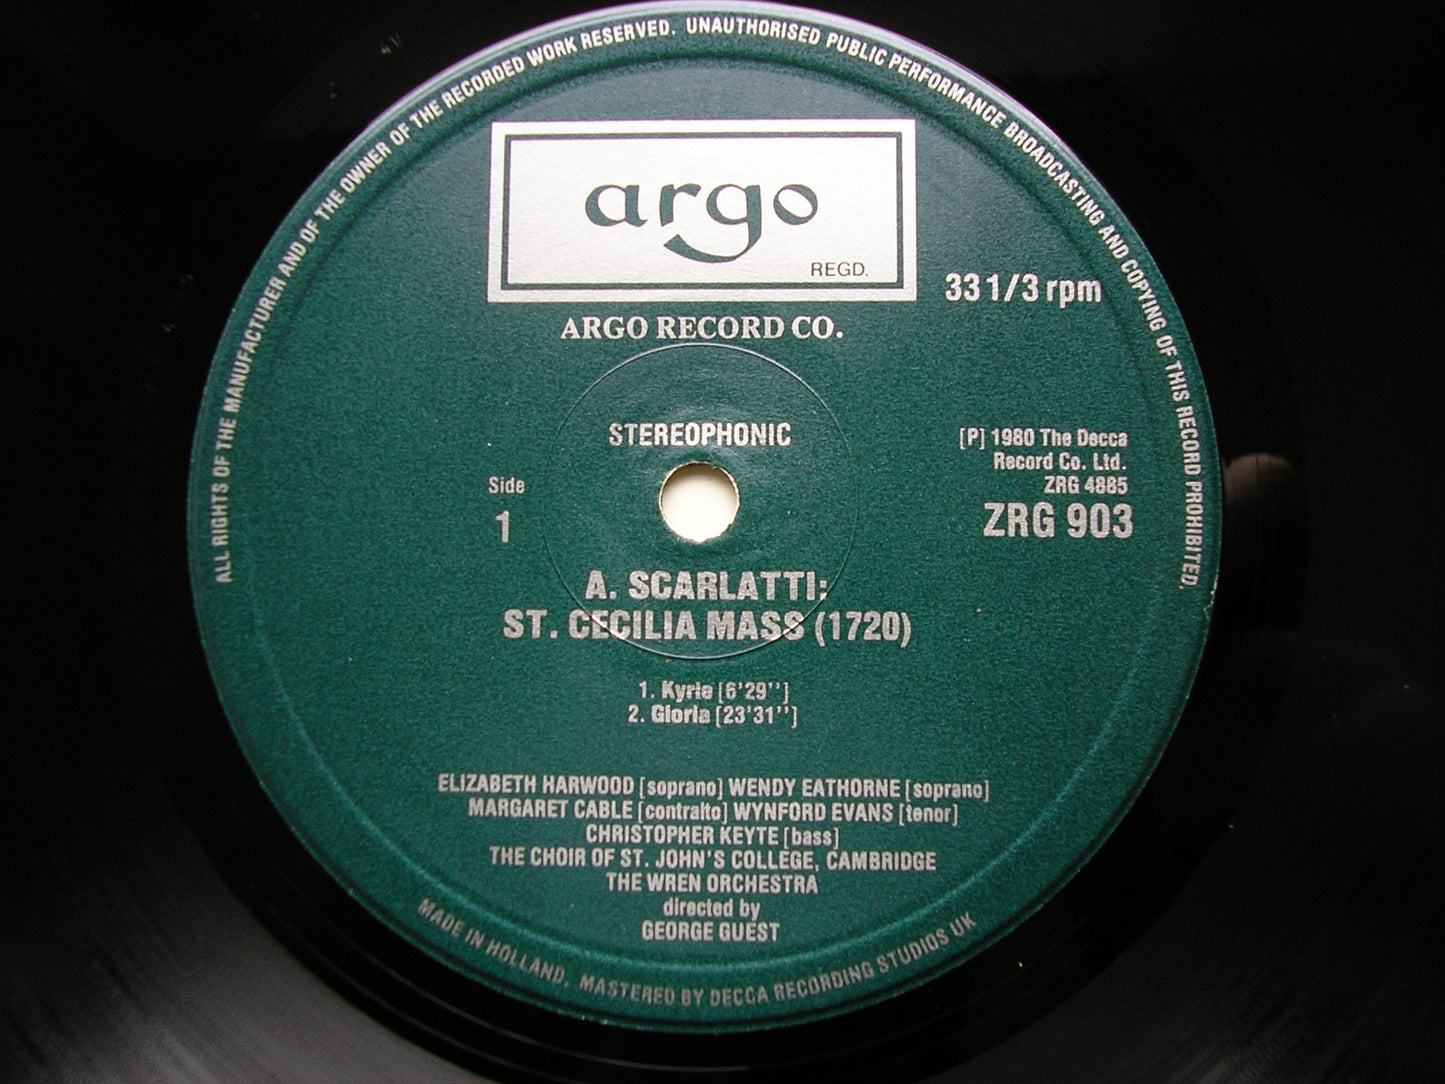 ALL RIGHTS OF THE MANUFACTURER AND OF THE OWNER OF THE RECORDED WORK RESERVED. UNAUTHORISED PUBLIC PERFORMANCE BROADCASTING AND COPYING OF THIS RECORD PROHIBITED.
argo
REGD.
33 1/3 rpm
ARGO RECORD CO.
STEREOPHONIC
[P] 1980 The Decca
Record Co. Ltd.
ZRG 4885
ZRG 903
Side
1
A. SCARLATTI:
ST. CECILIA MASS (1720)
1. Kyrie [6'29'']
2. Gloria [23'31'']
ELIZABETH HARWOOD [soprano] WENDY EATHORNE [soprano]
MARGARET CABLE [contralto] WYNFORD EVANS [tenor]
CHRISTOPHER KEYTE [bass]
THE CHOIR OF ST. JOHN'S COLLEGE, CAMBRIDGE
THE WREN ORCHESTRA
directed by
GEORGE GUEST
MADE IN HOLLAND. MASTERED BY DECCA RECORDING STUDIOS UK